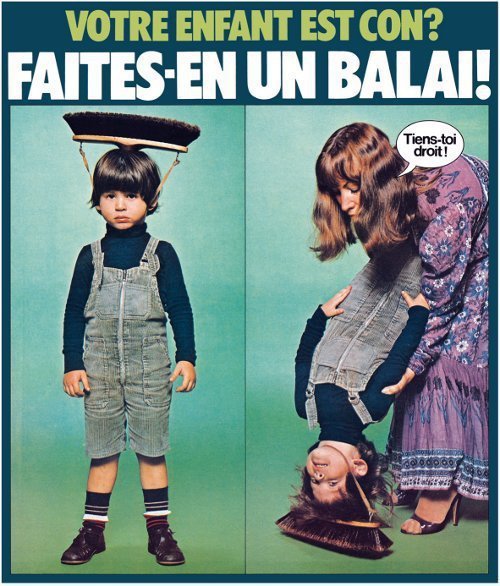 VOTRE ENFANT EST CON?
FAITES-EN UN BALAI!
Tiens-toi
droit!